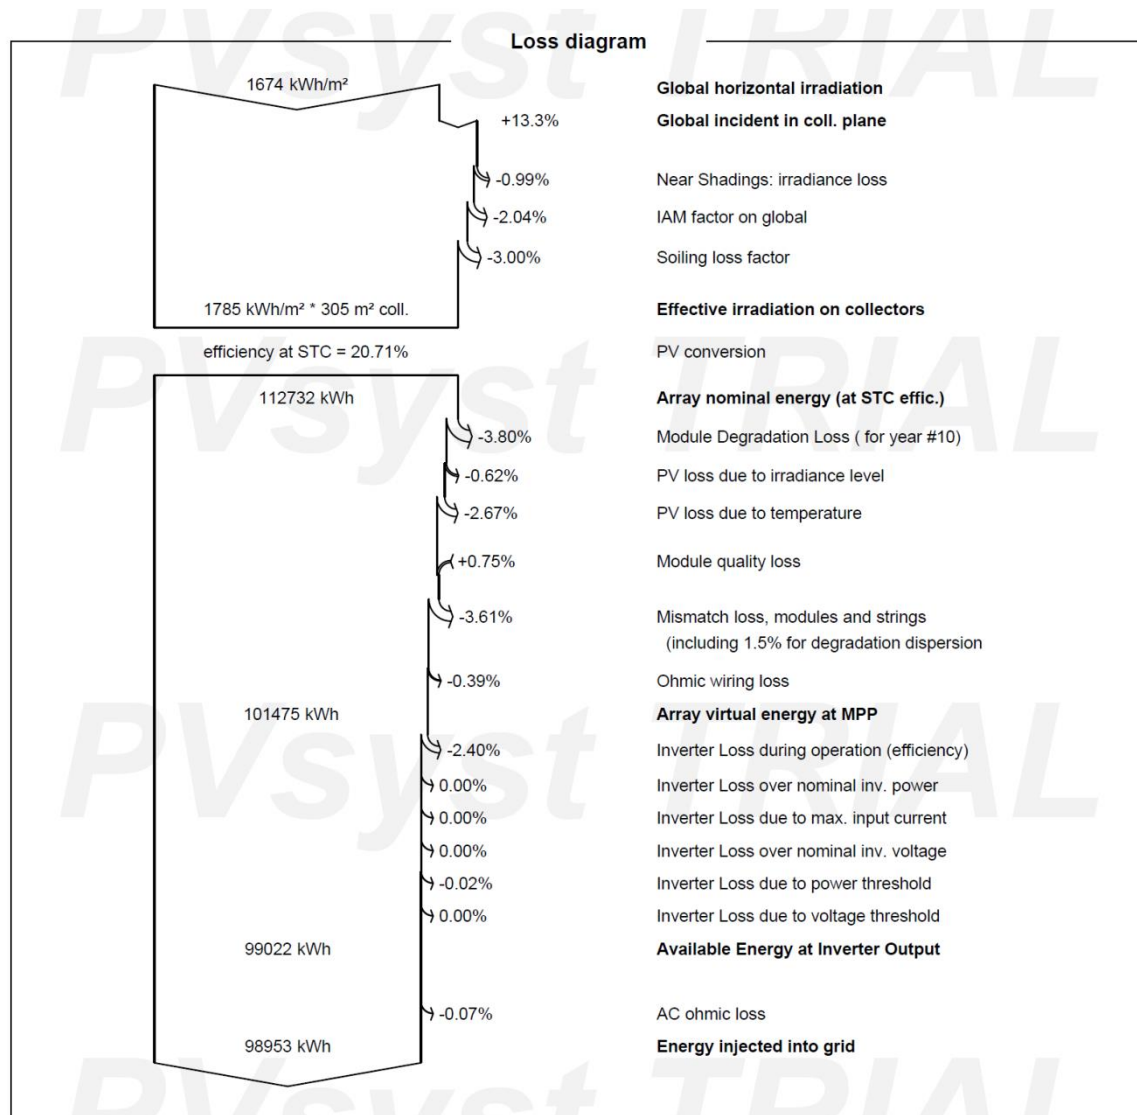 PVsyst TRIAL
Loss diagram
1674 kWh/m²
Global horizontal irradiation
+13.3%
Global incident in coll. plane
-0.99%
Near Shadings: irradiance loss
-2.04%
IAM factor on global
-3.00%
Soiling loss factor
1785 kWh/m² * 305 m² coll.
Effective irradiation on collectors
efficiency at STC = 20.71%
PV conversion
PVsyst TRIAL
112732 kWh
Array nominal energy (at STC effic.)
-3.80%
Module Degradation Loss ( for year #10)
-0.62%
PV loss due to irradiance level
-2.67%
PV loss due to temperature
+0.75%
Module quality loss
-3.61%
Mismatch loss, modules and strings
(including 1.5% for degradation dispersion
-0.39%
Ohmic wiring loss
101475 kWh
Array virtual energy at MPP
PVsyst TRIAL
-2.40%
Inverter Loss during operation (efficiency)
0.00%
Inverter Loss over nominal inv. power
0.00%
Inverter Loss due to max. input current
0.00%
Inverter Loss over nominal inv. voltage
-0.02%
Inverter Loss due to power threshold
0.00%
Inverter Loss due to voltage threshold
99022 kWh
Available Energy at Inverter Output
-0.07%
AC ohmic loss
98953 kWh
Energy injected into grid
PVsyst TRIAL